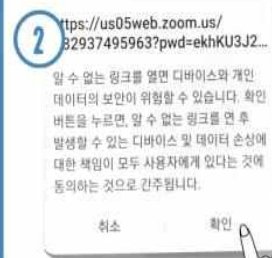 2
ttps://us05web.zoom.us/
32937495963?pwd=ekhKU3J2...
알 수 없는 링크를 열면 디바이스와 개인
데이터의 보안이 위험할 수 있습니다. 확인
버튼을 누르면, 알 수 없는 링크를 연 후
발생할 수 있는 디바이스 및 데이터 손상에
대한 책임이 모두 사용자에게 있다는 것에
동의하는 것으로 간주됩니다.
취소 확인